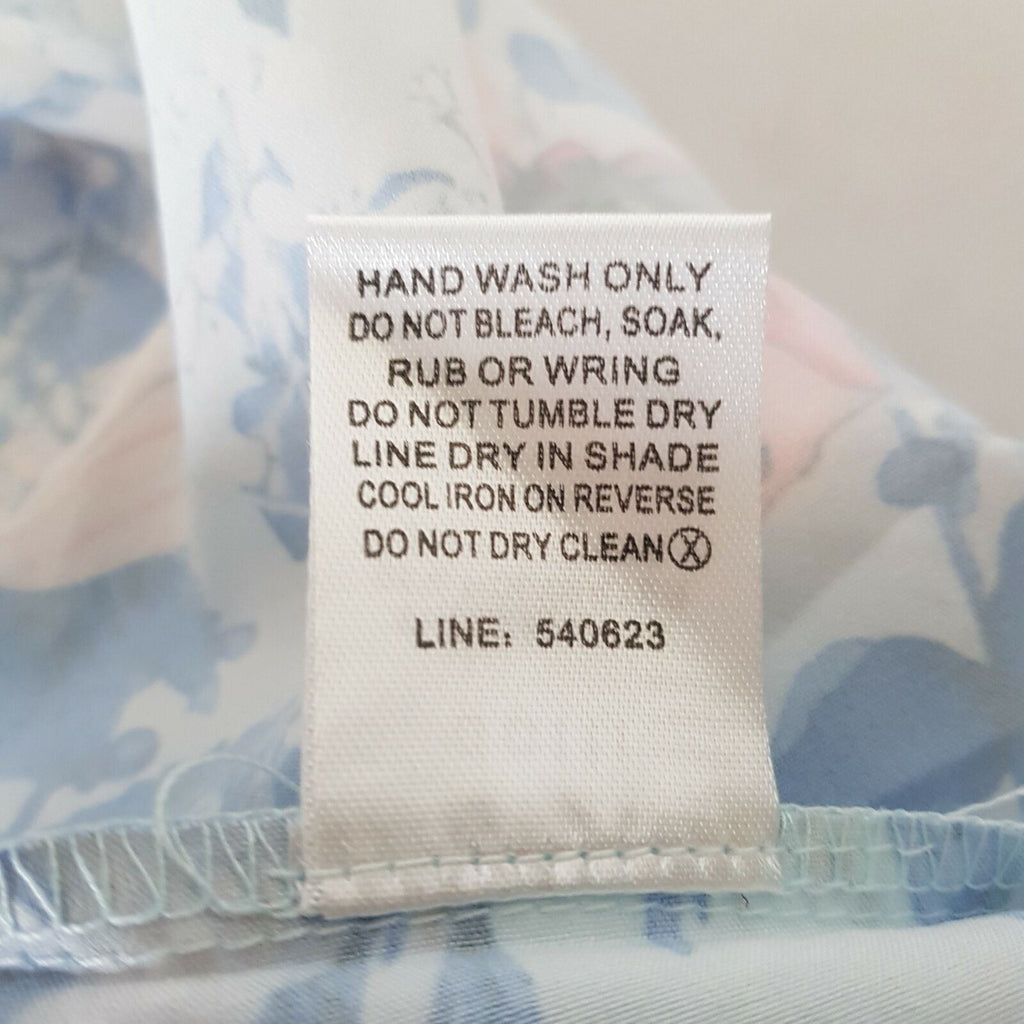 HAND WASH ONLY
DO NOT BLEACH, SOAK,
RUB OR WRING
DO NOT TUMBLE DRY
LINE DRY IN SHADE
COOL IRON ON REVERSE
DO NOT DRY CLEAN Ⓧ
LINE: 540623